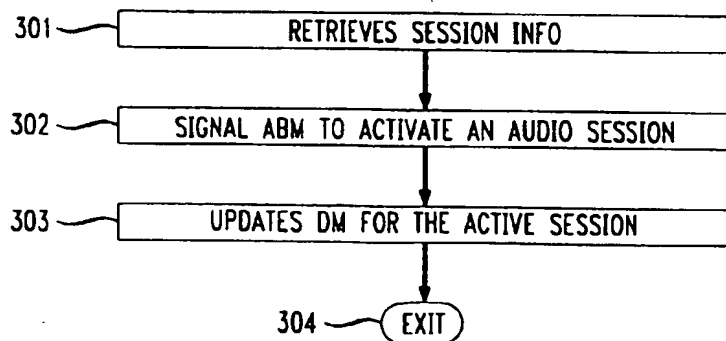 301 RETRIEVES SESSION INFO
302 SIGNAL ABM TO ACTIVATE AN AUDIO SESSION
303 UPDATES DM FOR THE ACTIVE SESSION
304 EXIT